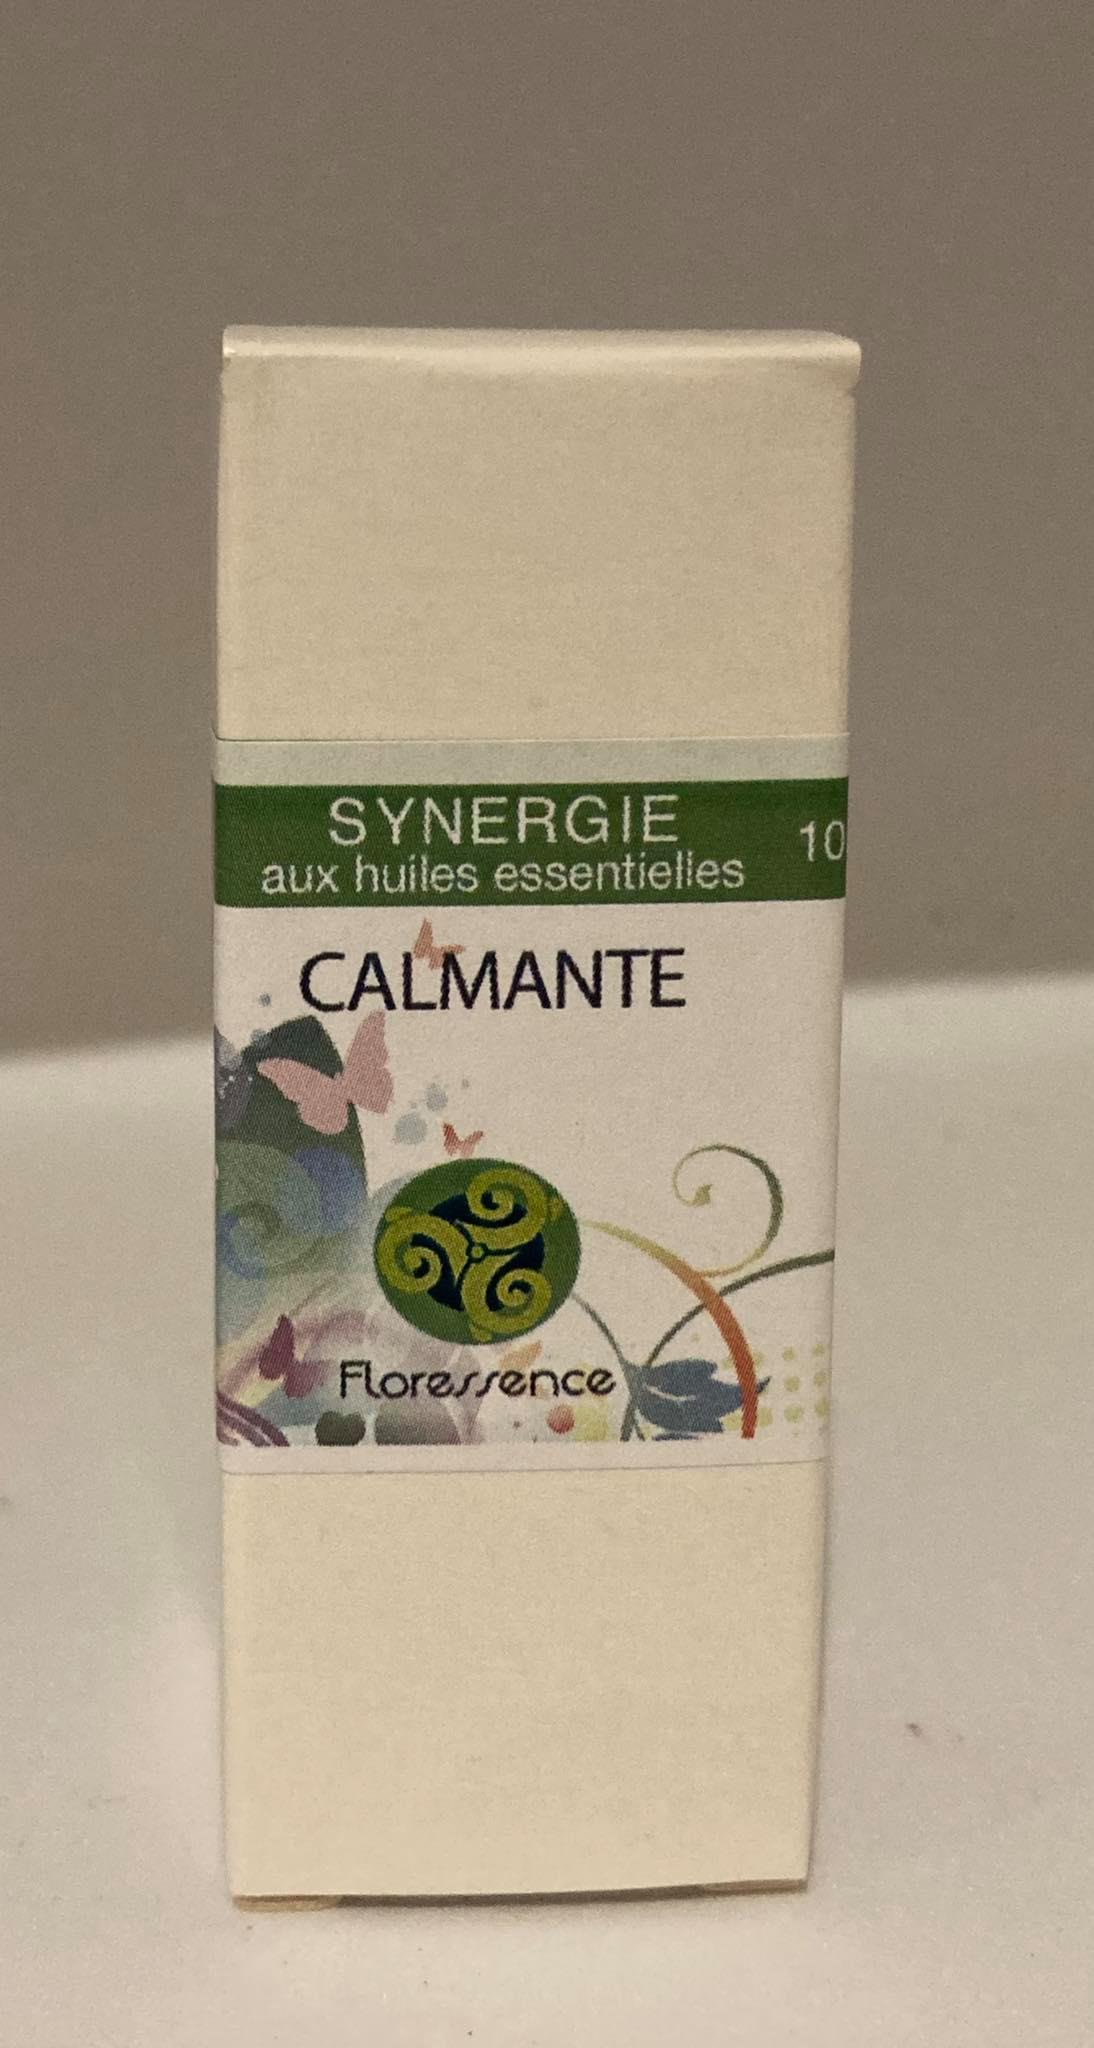 SYNERGIE
aux huiles essentielles
10
CALMANTE
Floressence